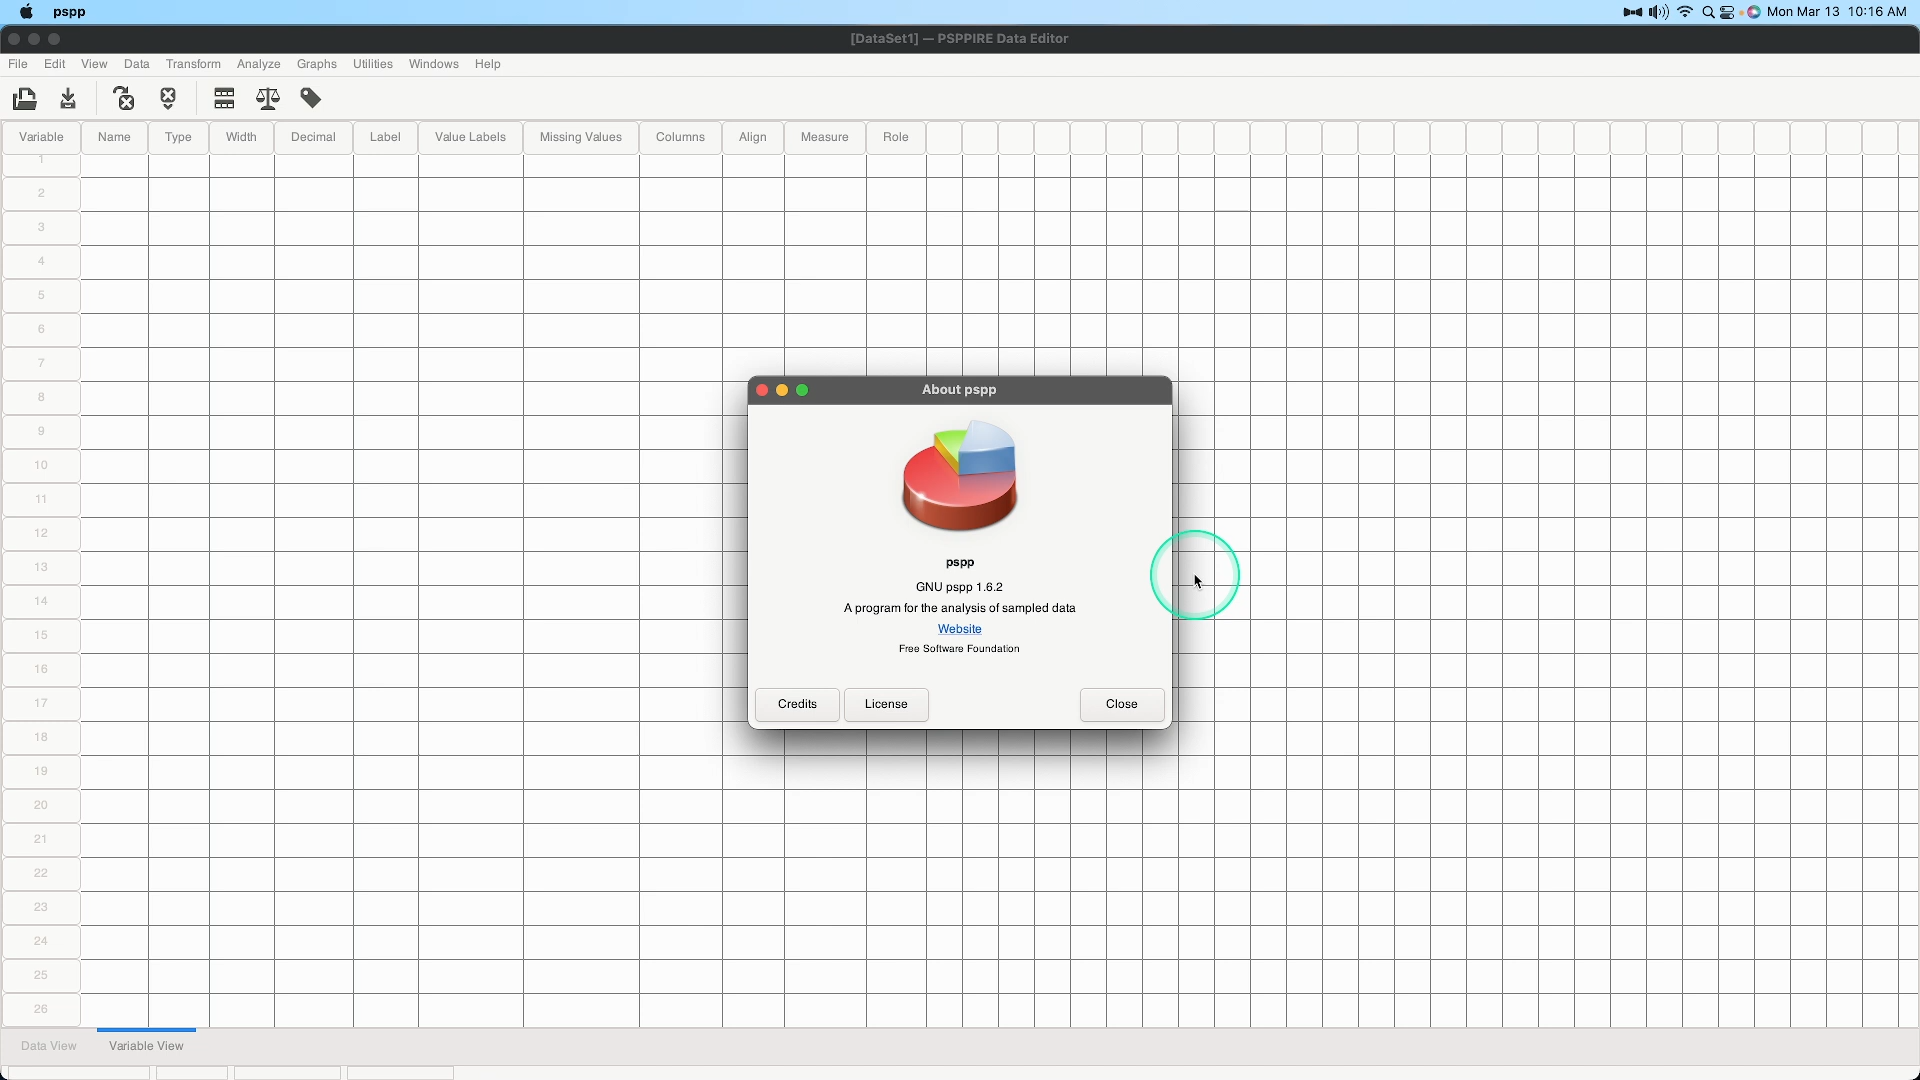 pspp
Mon Mar 13 10:16 AM
[DataSet1] — PSPPIRE Data Editor
File Edit View Data Transform Analyze Graphs Utilities Windows Help
Variable Name Type Width Decimal Label Value Labels Missing Values Columns Align Measure Role
1
2
3
4
5
6
7
8
9
10
11
12
13
14
15
16
17
18
19
20
21
22
23
24
25
26
About pspp
pspp
GNU pspp 1.6.2
A program for the analysis of sampled data
Website
Free Software Foundation
Credits License Close
Data View Variable View